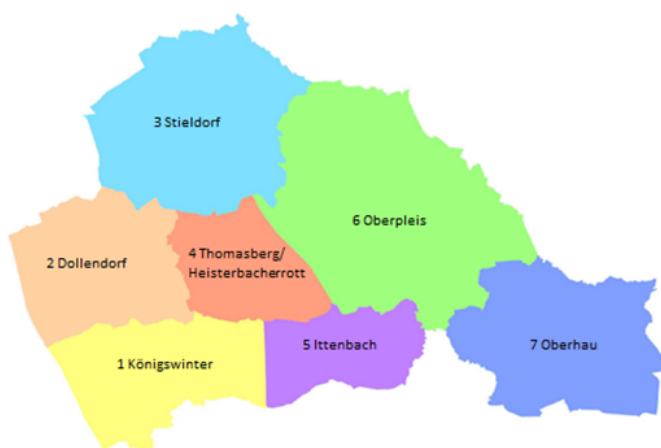 3 Stieldorf
6 Oberpleis
4 Thomasberg/
Heisterbacherrott
2 Dollendorf
5 Ittenbach
7 Oberhau
1 Königswinter